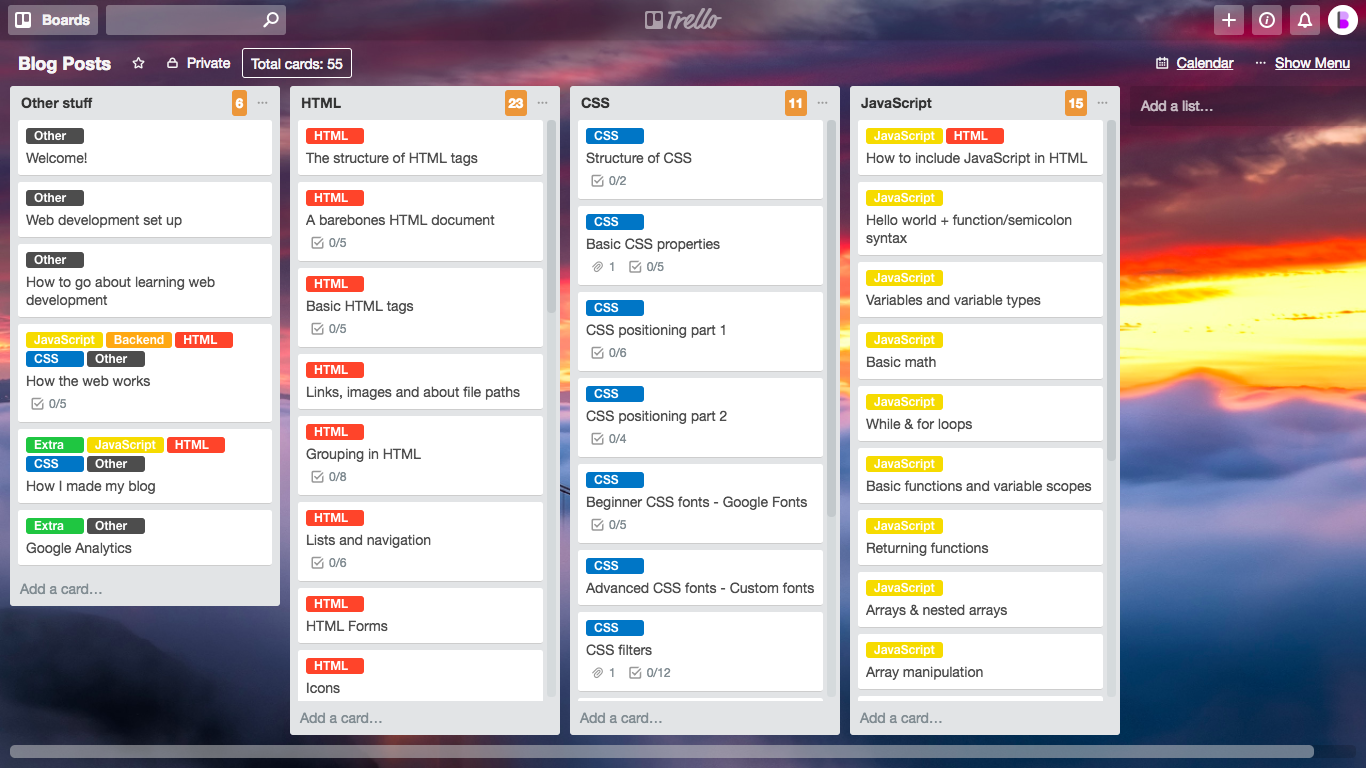 Boards
Trello
Blog Posts
Private
Total cards: 55
Calendar
Show Menu
Other stuff
6
Other
Welcome!
Other
Web development set up
Other
How to go about learning web
development
JavaScript Backend HTML
CSS Other
How the web works
0/5
Extra JavaScript HTML
CSS Other
How I made my blog
Extra Other
Google Analytics
Add a card…
HTML
23
HTML
The structure of HTML tags
HTML
A barebones HTML document
0/5
HTML
Basic HTML tags
0/5
HTML
Links, images and about file paths
HTML
Grouping in HTML
0/8
HTML
Lists and navigation
0/6
HTML
HTML Forms
HTML
Icons
Add a card…
CSS
11
CSS
Structure of CSS
0/2
CSS
Basic CSS properties
1 0/5
CSS
CSS positioning part 1
0/6
CSS
CSS positioning part 2
0/4
CSS
Beginner CSS fonts - Google Fonts
0/5
CSS
Advanced CSS fonts - Custom fonts
CSS
CSS filters
1 0/12
Add a card…
JavaScript
15
JavaScript HTML
How to include JavaScript in HTML
JavaScript
Hello world + function/semicolon
syntax
JavaScript
Variables and variable types
JavaScript
Basic math
JavaScript
While & for loops
JavaScript
Basic functions and variable scopes
JavaScript
Returning functions
JavaScript
Arrays & nested arrays
JavaScript
Array manipulation
Add a card…
Add a list…